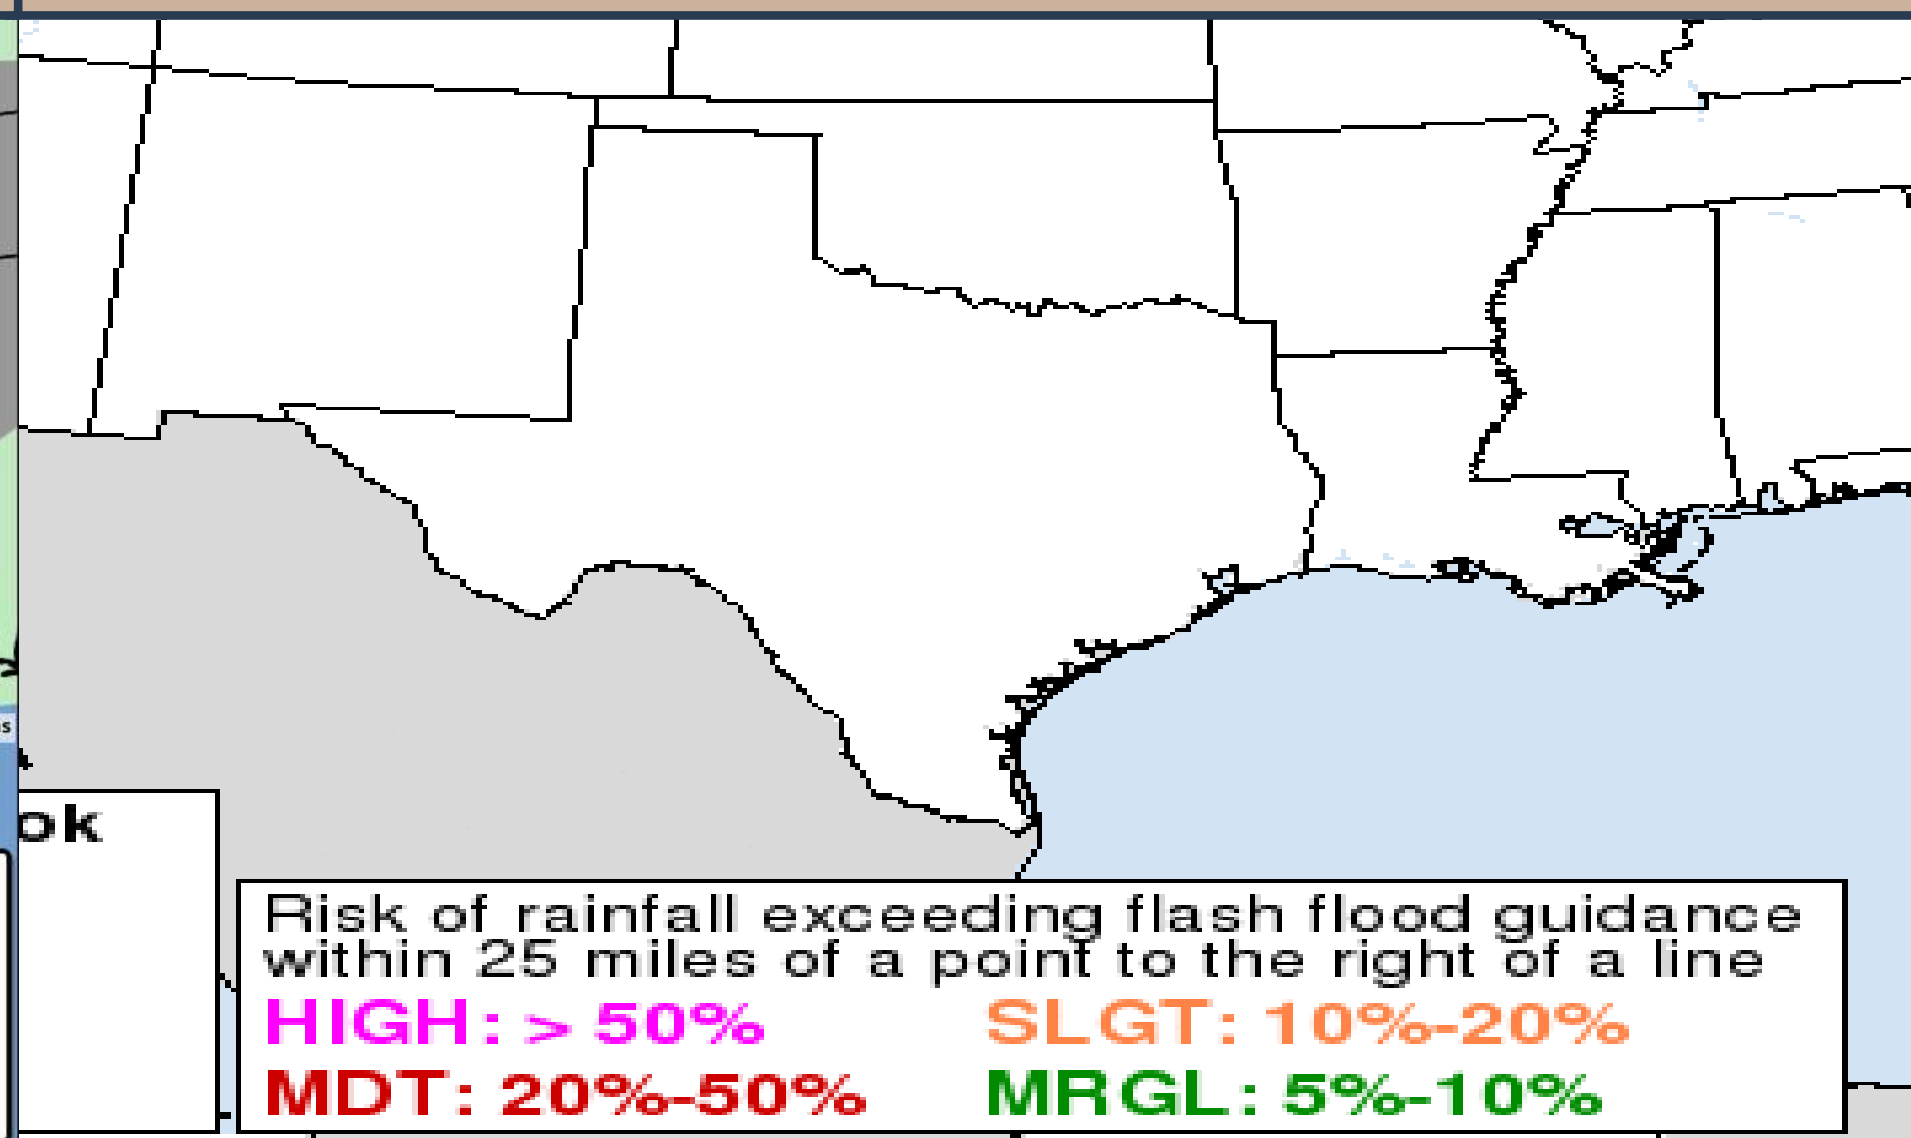 ok
Risk of rainfall exceeding flash flood guidance
within 25 miles of a point to the right of a line
HIGH: > 50% SLGT: 10%-20%
MDT: 20%-50% MRGL: 5%-10%